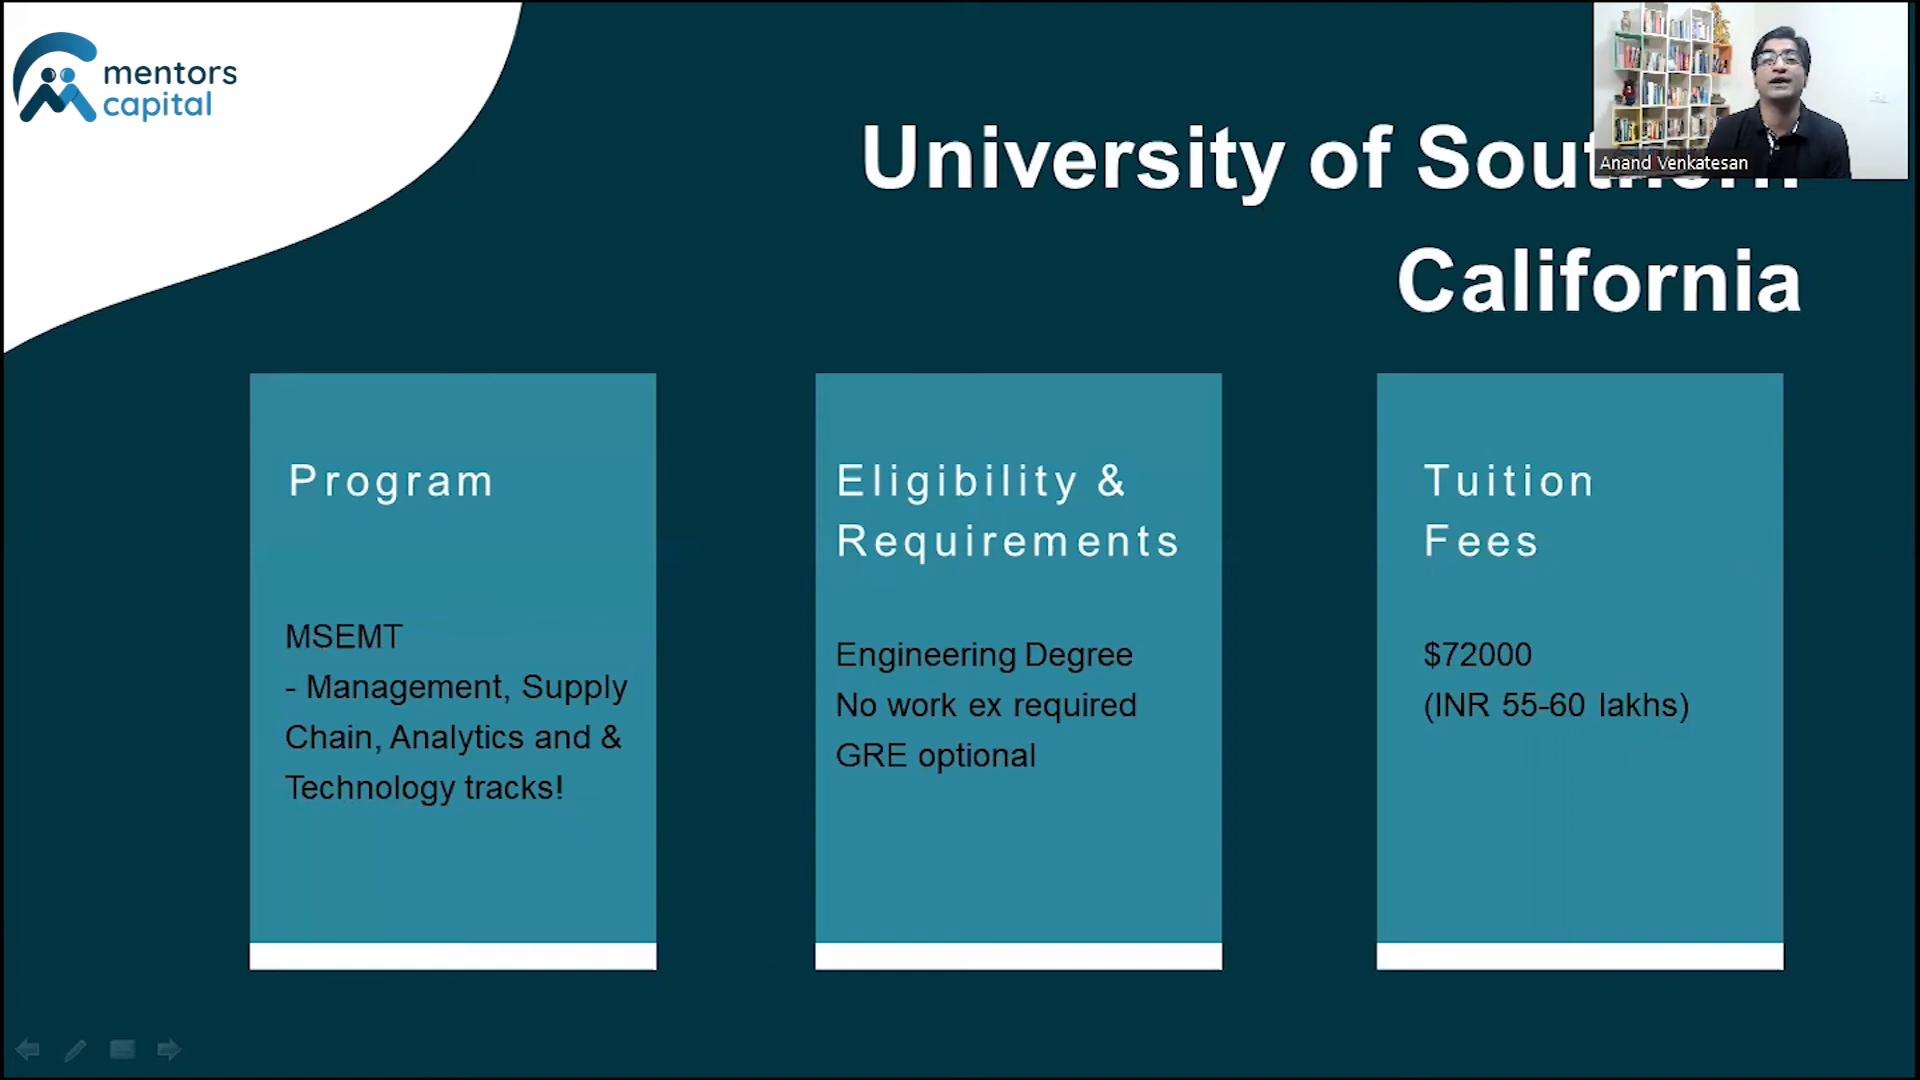 mentors
capital
University of Southern
California
Anand Venkatesan
Program
MSEMT
- Management, Supply
Chain, Analytics and &
Technology tracks!
Eligibility &
Requirements
Engineering Degree
No work ex required
GRE optional
Tuition
Fees
$72000
(INR 55-60 lakhs)